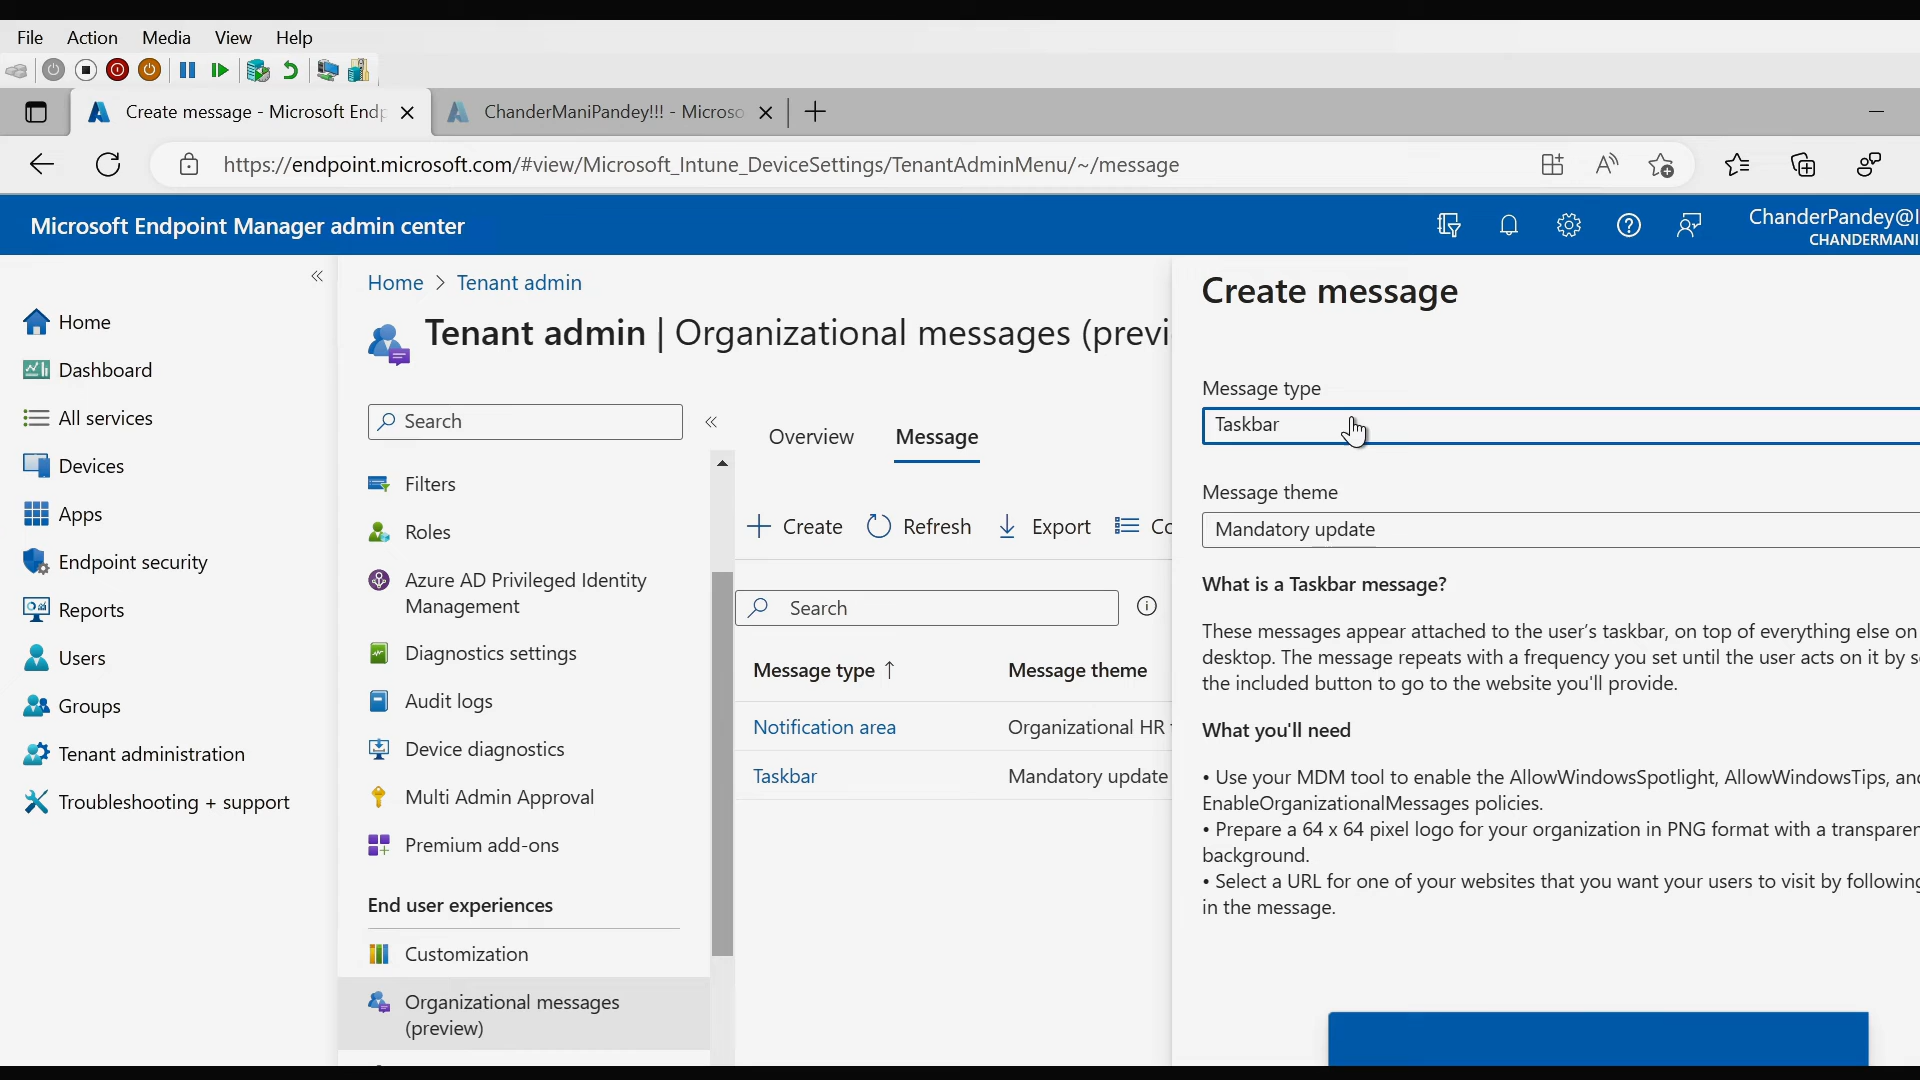 File Action Media View Help
Create message - Microsoft Endp
ChanderManiPandey!!! - Microso
https://endpoint.microsoft.com/#view/Microsoft_Intune_DeviceSettings/TenantAdminMenu/~/message
Microsoft Endpoint Manager admin center
ChanderPandey@
CHANDERMANI
Home
Dashboard
All services
Devices
Apps
Endpoint security
Reports
Users
Groups
Tenant administration
Troubleshooting + support
Home > Tenant admin
Tenant admin | Organizational messages (previ
Search
Filters
Roles
Azure AD Privileged Identity
Management
Diagnostics settings
Audit logs
Device diagnostics
Multi Admin Approval
Premium add-ons
End user experiences
Customization
Organizational messages
(preview)
Overview Message
Create Refresh Export Co
Search
Message type ↑ Message theme
Notification area Organizational HR
Taskbar Mandatory update
Create message
Message type
Taskbar
Message theme
Mandatory update
What is a Taskbar message?
These messages appear attached to the user's taskbar, on top of everything else on
desktop. The message repeats with a frequency you set until the user acts on it by s
the included button to go to the website you'll provide.
What you'll need
• Use your MDM tool to enable the AllowWindowsSpotlight, AllowWindowsTips, and
EnableOrganizationalMessages policies.
• Prepare a 64 x 64 pixel logo for your organization in PNG format with a transparen
background.
• Select a URL for one of your websites that you want your users to visit by following
in the message.